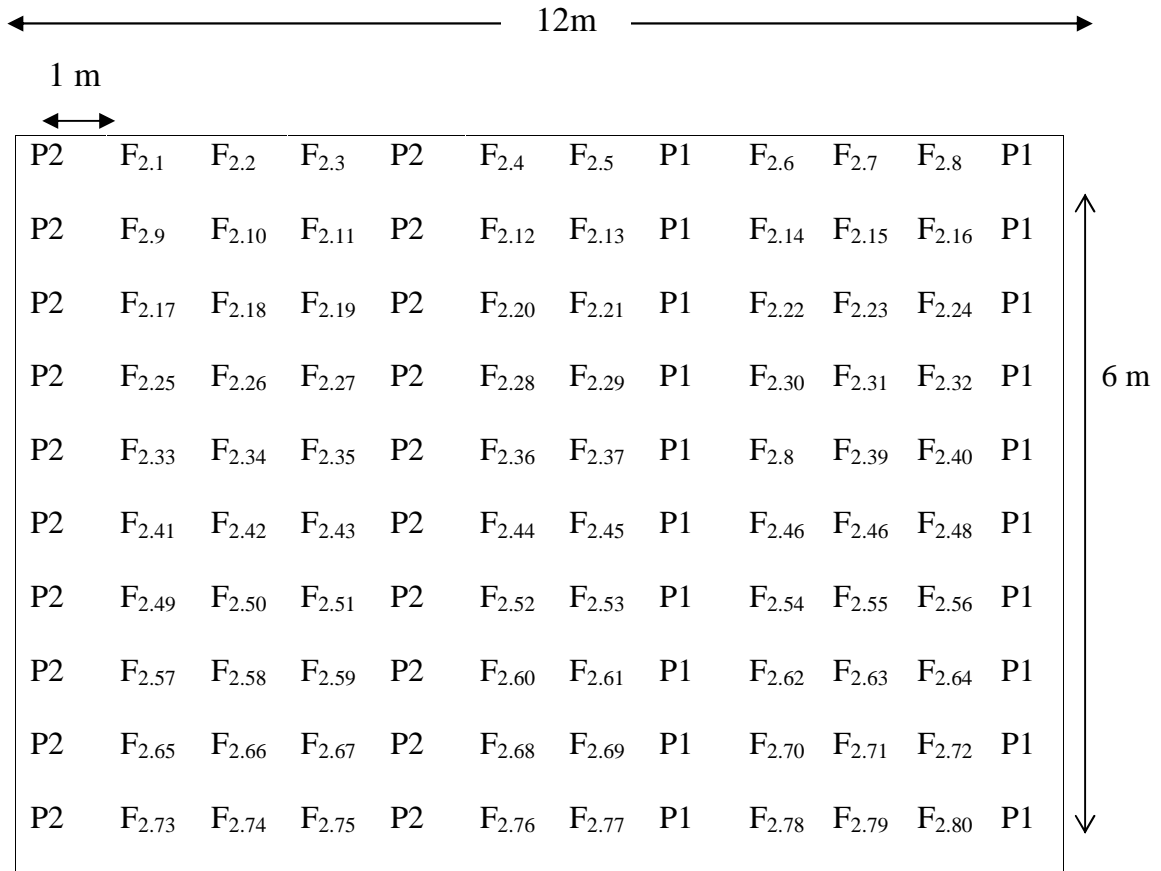 12m
1 m
P2 F2.1 F2.2 F2.3 P2 F2.4 F2.5 P1 F2.6 F2.7 F2.8 P1
P2 F2.9 F2.10 F2.11 P2 F2.12 F2.13 P1 F2.14 F2.15 F2.16 P1
P2 F2.17 F2.18 F2.19 P2 F2.20 F2.21 P1 F2.22 F2.23 F2.24 P1
P2 F2.25 F2.26 F2.27 P2 F2.28 F2.29 P1 F2.30 F2.31 F2.32 P1
6 m
P2 F2.33 F2.34 F2.35 P2 F2.36 F2.37 P1 F2.8 F2.39 F2.40 P1
P2 F2.41 F2.42 F2.43 P2 F2.44 F2.45 P1 F2.46 F2.46 F2.48 P1
P2 F2.49 F2.50 F2.51 P2 F2.52 F2.53 P1 F2.54 F2.55 F2.56 P1
P2 F2.57 F2.58 F2.59 P2 F2.60 F2.61 P1 F2.62 F2.63 F2.64 P1
P2 F2.65 F2.66 F2.67 P2 F2.68 F2.69 P1 F2.70 F2.71 F2.72 P1
P2 F2.73 F2.74 F2.75 P2 F2.76 F2.77 P1 F2.78 F2.79 F2.80 P1